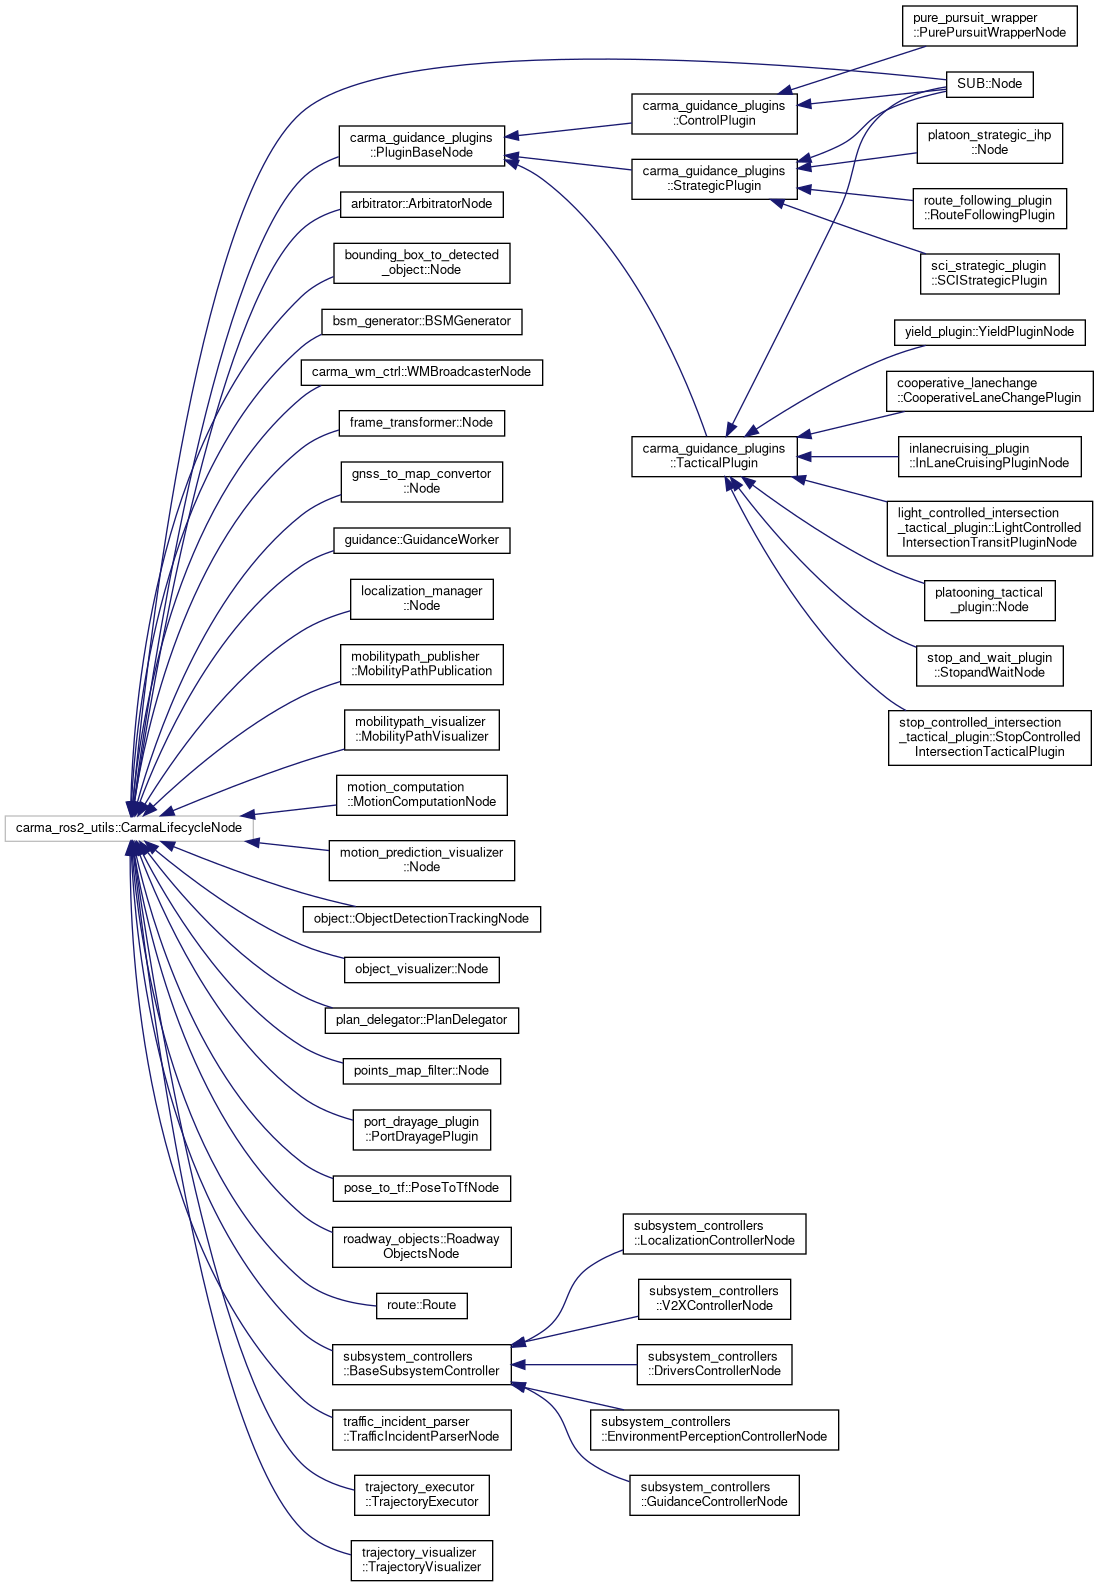 carma_ros2_utils::CarmaLifecycleNode
carma_guidance_plugins
::PluginBaseNode
arbitrator::ArbitratorNode
bounding_box_to_detected
_object::Node
bsm_generator::BSMGenerator
carma_wm_ctrl::WMBroadcasterNode
frame_transformer::Node
gnss_to_map_convertor
::Node
guidance::GuidanceWorker
localization_manager
::Node
mobilitypath_publisher
::MobilityPathPublication
mobilitypath_visualizer
::MobilityPathVisualizer
motion_computation
::MotionComputationNode
motion_prediction_visualizer
::Node
object::ObjectDetectionTrackingNode
object_visualizer::Node
plan_delegator::PlanDelegator
points_map_filter::Node
port_drayage_plugin
::PortDrayagePlugin
pose_to_tf::PoseToTfNode
roadway_objects::Roadway
ObjectsNode
route::Route
subsystem_controllers
::BaseSubsystemController
traffic_incident_parser
::TrafficIncidentParserNode
trajectory_executor
::TrajectoryExecutor
trajectory_visualizer
::TrajectoryVisualizer
carma_guidance_plugins
::ControlPlugin
carma_guidance_plugins
::StrategicPlugin
carma_guidance_plugins
::TacticalPlugin
subsystem_controllers
::LocalizationControllerNode
subsystem_controllers
::V2XControllerNode
subsystem_controllers
::DriversControllerNode
subsystem_controllers
::EnvironmentPerceptionControllerNode
subsystem_controllers
::GuidanceControllerNode
pure_pursuit_wrapper
::PurePursuitWrapperNode
SUB::Node
platoon_strategic_ihp
::Node
route_following_plugin
::RouteFollowingPlugin
sci_strategic_plugin
::SCIStrategicPlugin
yield_plugin::YieldPluginNode
cooperative_lanechange
::CooperativeLaneChangePlugin
inlanecruising_plugin
::InLaneCruisingPluginNode
light_controlled_intersection
_tactical_plugin::LightControlled
IntersectionTransitPluginNode
platooning_tactical
_plugin::Node
stop_and_wait_plugin
::StopandWaitNode
stop_controlled_intersection
_tactical_plugin::StopControlled
IntersectionTacticalPlugin